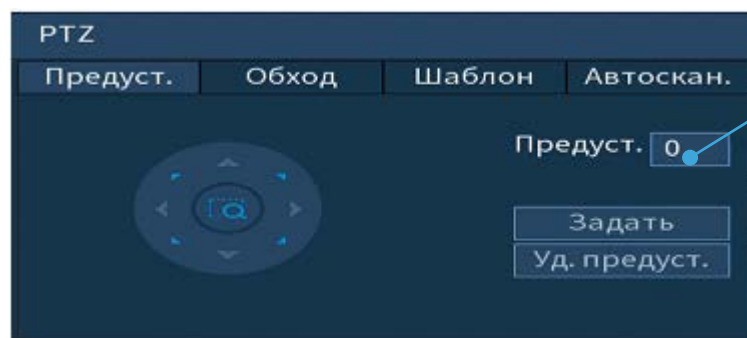 PTZ
Предуст. Обход Шаблон Автоскан.
Предуст. 0
Задать
Уд. предуст.